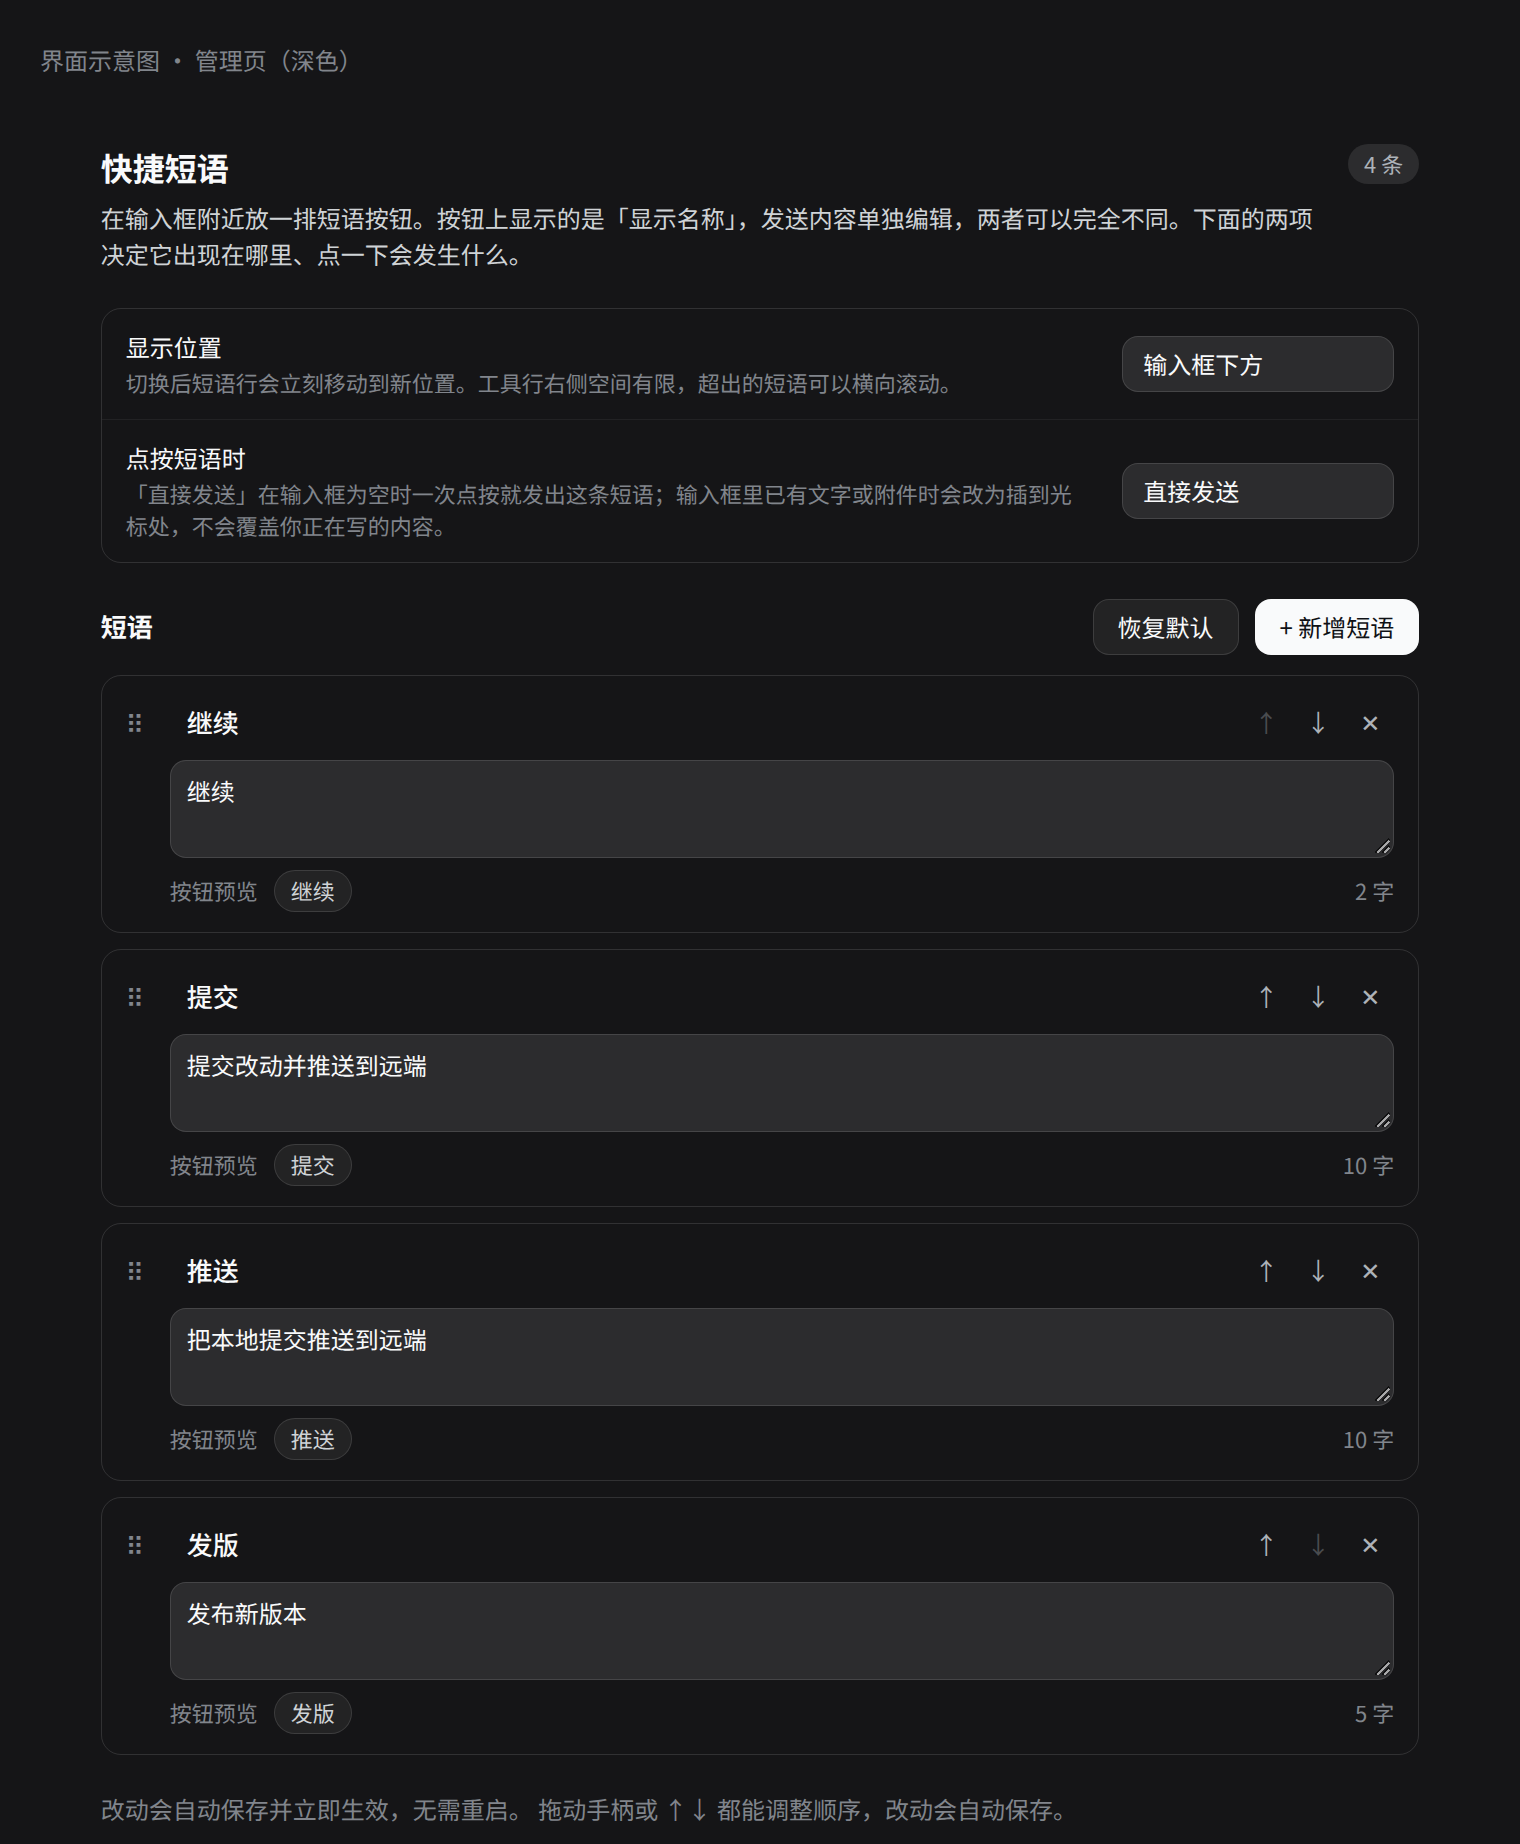 界面示意图 · 管理页（深色）
快捷短语
4 条
在输入框附近放一排短语按钮。按钮上显示的是「显示名称」，发送内容单独编辑，两者可以完全不同。下面的两项
决定它出现在哪里、点一下会发生什么。
显示位置
切换后短语行会立刻移动到新位置。工具行右侧空间有限，超出的短语可以横向滚动。
输入框下方
点按短语时
「直接发送」在输入框为空时一次点按就发出这条短语；输入框里已有文字或附件时会改为插到光
标处，不会覆盖你正在写的内容。
直接发送
短语
恢复默认
+ 新增短语
继续
↑ ↓ ×
继续
按钮预览 继续
2 字
提交
↑ ↓ ×
提交改动并推送到远端
按钮预览 提交
10 字
推送
↑ ↓ ×
把本地提交推送到远端
按钮预览 推送
10 字
发版
↑ ↓ ×
发布新版本
按钮预览 发版
5 字
改动会自动保存并立即生效，无需重启。 拖动手柄或 ↑↓ 都能调整顺序，改动会自动保存。